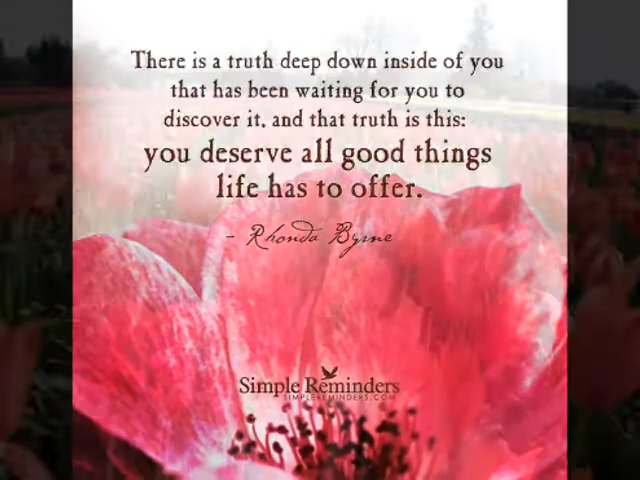 There is a truth deep down inside of you
that has been waiting for you to
discover it, and that truth is this:
you deserve all good things
life has to offer.
- Rhonda Byrne
Simple Reminders
SIMPLEREMINDERS.COM